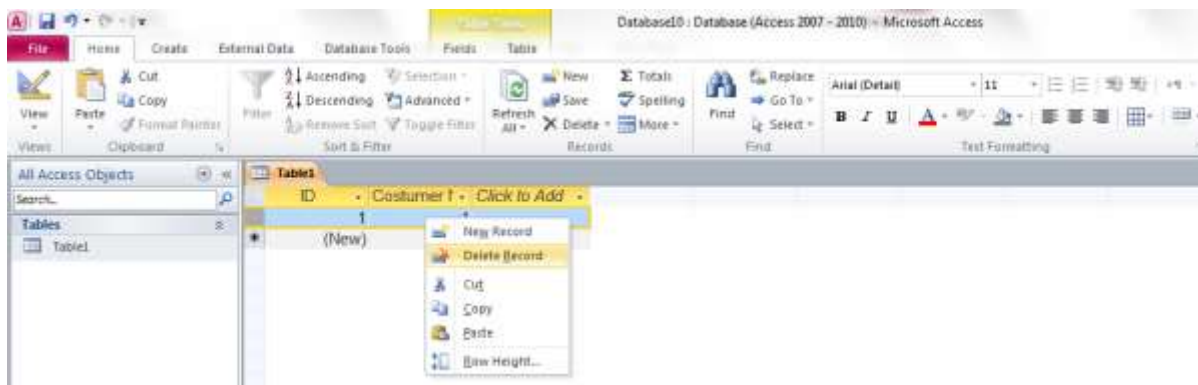 Database10 : Database (Access 2007 - 2010) - Microsoft Access
File Home Create External Data Database Tools Fields Table
View Paste Cut Copy Format Painter
Filter Ascending Descending Remove Sort Selection Advanced Toggle Filter
Refresh All New Save Delete Totals Spelling More
Find Replace Go To Select
Arial (Detail) 11
B I U A
Views Clipboard Sort & Filter Records Find Text Formatting
All Access Objects
Search...
Tables
Table1
Table1
ID Costumer Click to Add
1
(New)
New Record
Delete Record
Cut
Copy
Paste
Row Height...